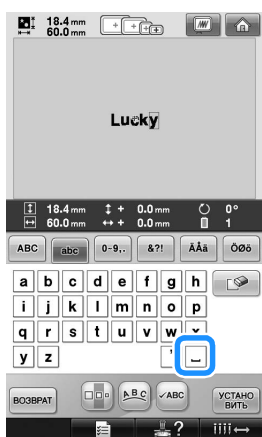 18.4 mm
60.0 mm
Lucky
18.4 mm + 0.0 mm 0°
60.0 mm + 0.0 mm 1
ABC abc 0-9,.. &?! ÄÅä ÖØö
a b c d e f g h
i j k l m n o p
q r s t u v w x
y z '
ВОЗВРАТ ABC ABC УСТАНО
ВИТЬ
?